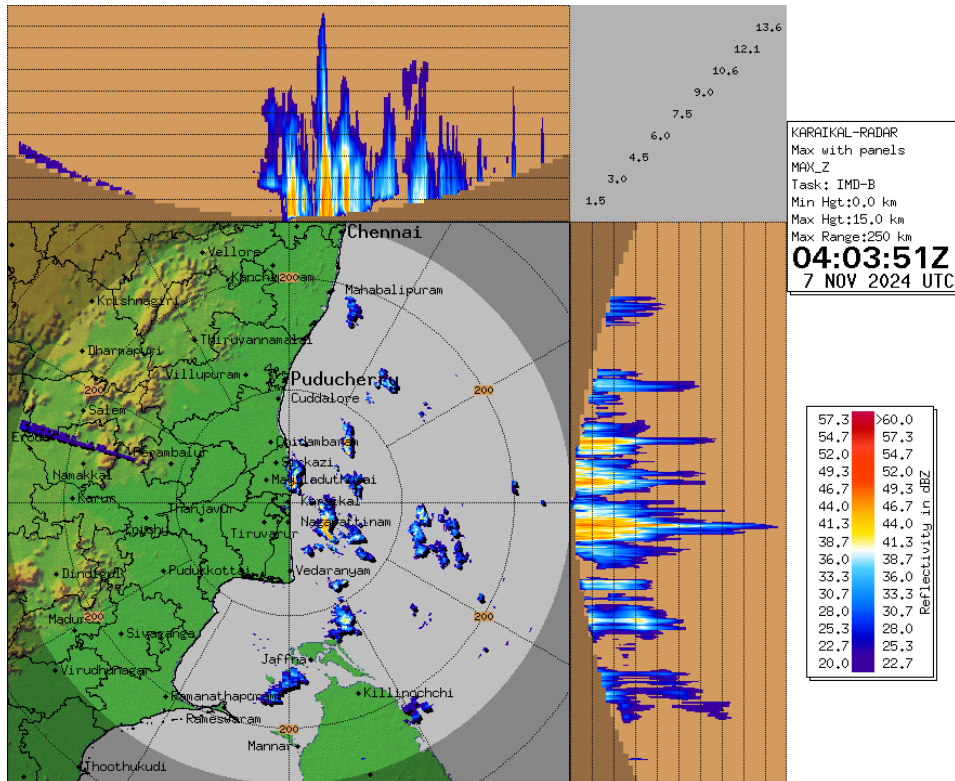 13.6
12.1
10.6
9.0
7.5
6.0
4.5
3.0
1.5
KARAIKAL-RADAR
Max with panels
MAX_Z
Task: IMD-B
Min Hgt:0.0 km
Max Hgt:15.0 km
Max Range:250 km
04:03:51Z
7 NOV 2024 UTC
Chennai
Vellore
200
Mahabalipuram
Krishnagiri
Thiruvannamalai
Dharmapuri
Villupuram
Puducherry
200
200
Cuddalore
Salem
Erode
Chidambaram
Perambalur
Sirkazi
Namakkal
Mayiladuthurai
Karur
Karaikal
Thanjavur
Nagapattinam
Tiruvarur
Dindigul
Pudukkottai
Vedaranyam
200
200
Sivaganga
Jaffna
Virudhunagar
Ramanathapuram
Killinochchi
Rameswaram
200
Mannar
Thoothukudi
57.3 >60.0
54.7 57.3
52.0 54.7
49.3 52.0
46.7 49.3
44.0 46.7
41.3 44.0
38.7 41.3
36.0 38.7
33.3 36.0
30.7 33.3
28.0 30.7
25.3 28.0
22.7 25.3
20.0 22.7
Reflectivity in dBZ